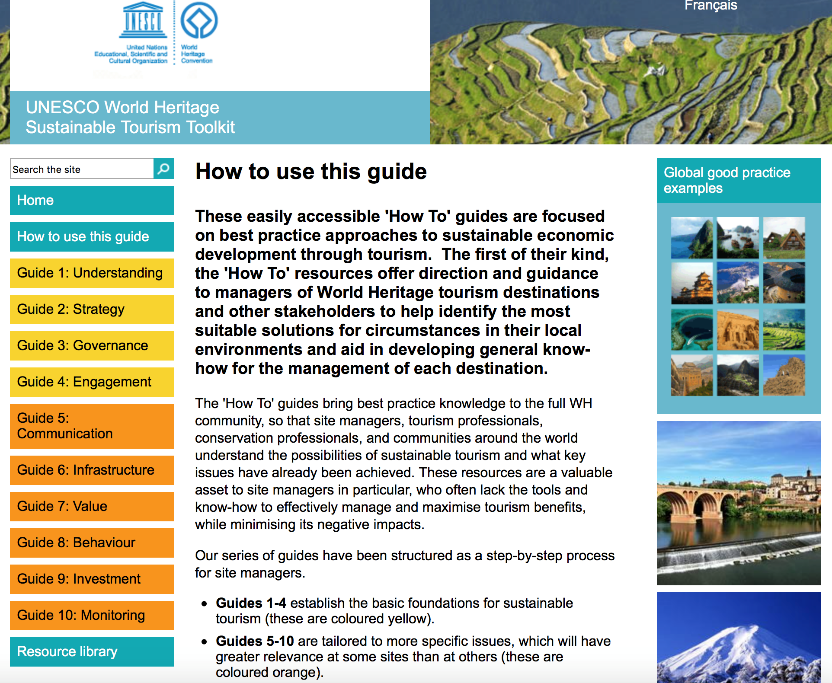 Français
United Nations
Educational, Scientific and
Cultural Organization
World
Heritage
Convention
UNESCO World Heritage
Sustainable Tourism Toolkit
Search the site
Home
How to use this guide
Guide 1: Understanding
Guide 2: Strategy
Guide 3: Governance
Guide 4: Engagement
Guide 5:
Communication
Guide 6: Infrastructure
Guide 7: Value
Guide 8: Behaviour
Guide 9: Investment
Guide 10: Monitoring
Resource library
How to use this guide
These easily accessible 'How To' guides are focused
on best practice approaches to sustainable economic
development through tourism.  The first of their kind,
the 'How To' resources offer direction and guidance
to managers of World Heritage tourism destinations
and other stakeholders to help identify the most
suitable solutions for circumstances in their local
environments and aid in developing general know-
how for the management of each destination.
The 'How To' guides bring best practice knowledge to the full WH
community, so that site managers, tourism professionals,
conservation professionals, and communities around the world
understand the possibilities of sustainable tourism and what key
issues have already been achieved. These resources are a valuable
asset to site managers in particular, who often lack the tools and
know-how to effectively manage and maximise tourism benefits,
while minimising its negative impacts.
Our series of guides have been structured as a step-by-step process
for site managers.
• Guides 1-4 establish the basic foundations for sustainable
tourism (these are coloured yellow).
• Guides 5-10 are tailored to more specific issues, which will have
greater relevance at some sites than at others (these are
coloured orange).
Global good practice
examples